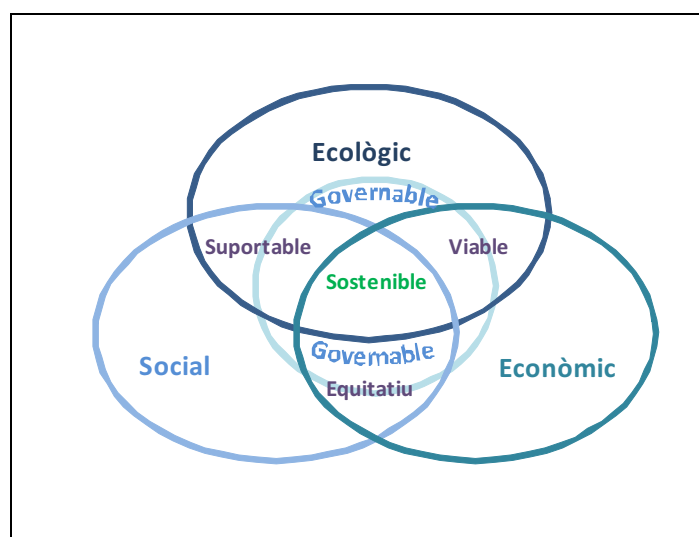 Ecològic
Governable
Suportable
Viable
Sostenible
Governable
Social
Econòmic
Equitatiu